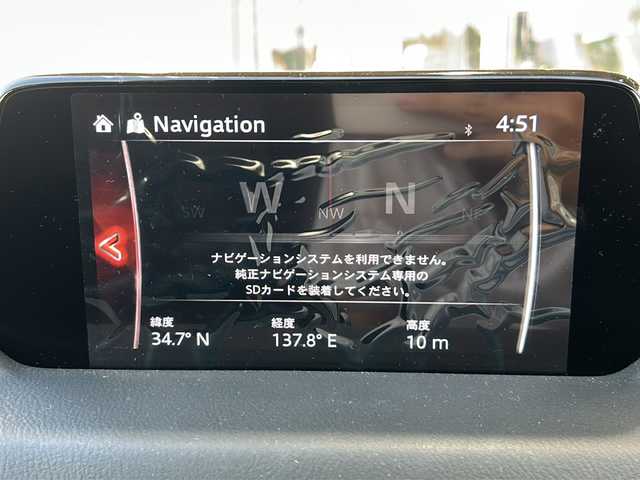 Navigation 4:51
W N
SW NW NE
ナビゲーションシステムを利用できません。
純正ナビゲーションシステム専用の
SDカードを装着してください。
緯度 経度 高度
34.7° N 137.8° E 10 m